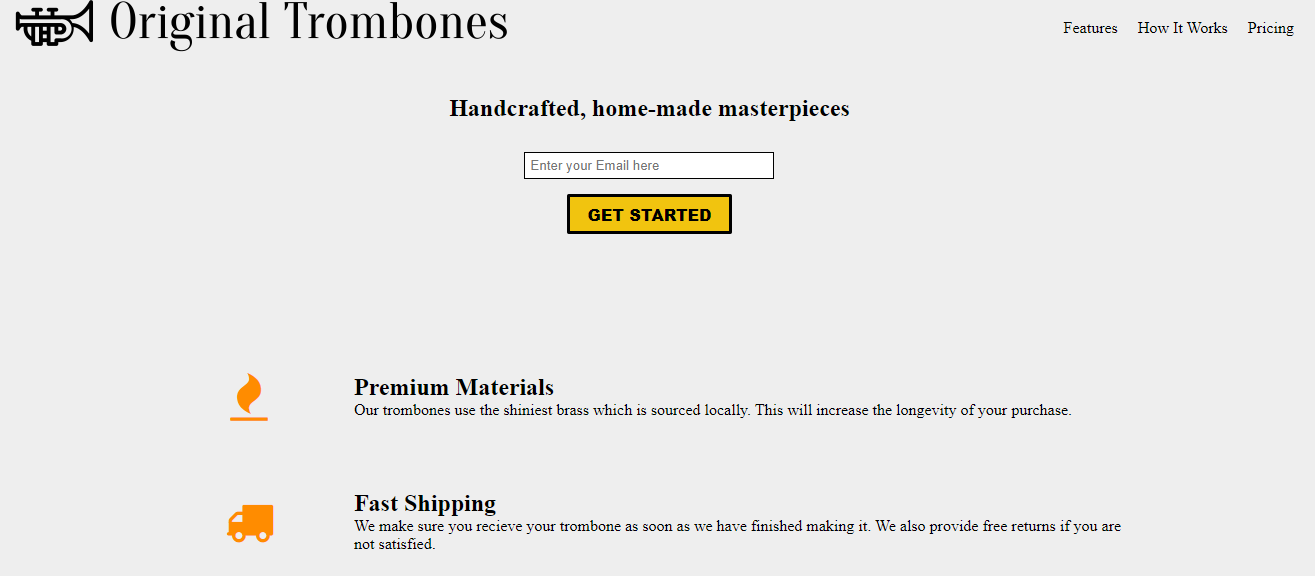 Original Trombones
Features How It Works Pricing
Handcrafted, home-made masterpieces
Enter your Email here
GET STARTED
Premium Materials
Our trombones use the shiniest brass which is sourced locally. This will increase the longevity of your purchase.
Fast Shipping
We make sure you recieve your trombone as soon as we have finished making it. We also provide free returns if you are
not satisfied.